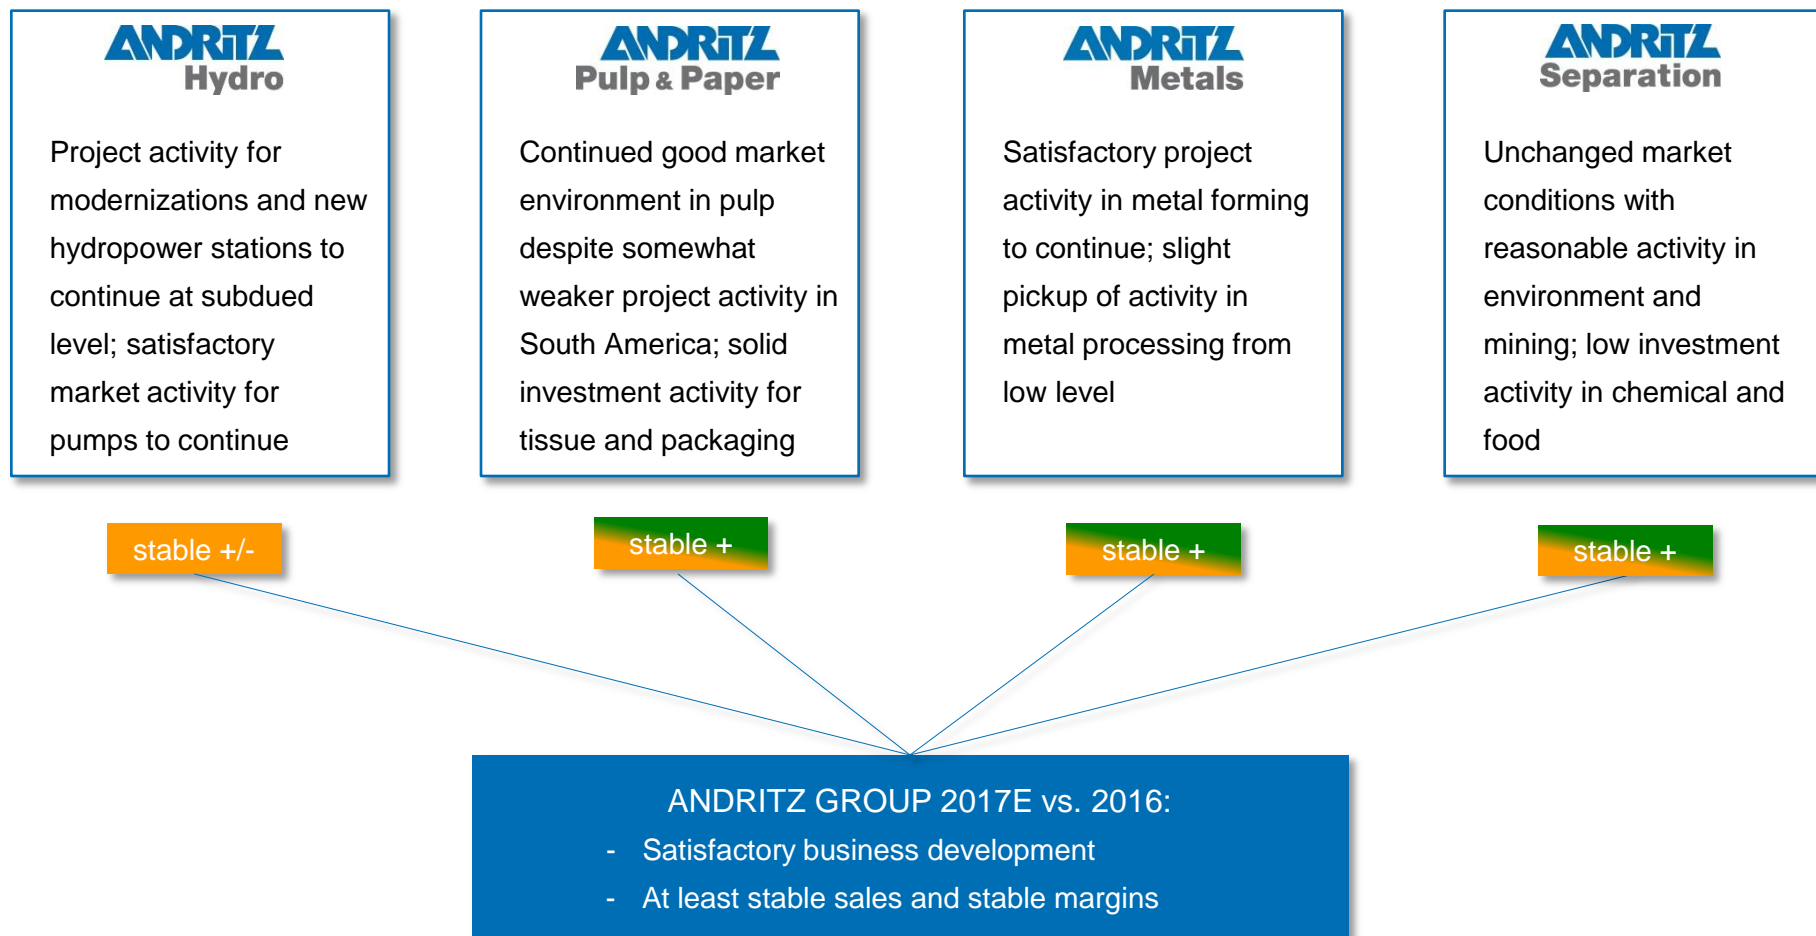 ANDRITZ
Hydro
Project activity for
modernizations and new
hydropower stations to
continue at subdued
level; satisfactory
market activity for
pumps to continue
ANDRITZ
Pulp & Paper
Continued good market
environment in pulp
despite somewhat
weaker project activity in
South America; solid
investment activity for
tissue and packaging
ANDRITZ
Metals
Satisfactory project
activity in metal forming
to continue; slight
pickup of activity in
metal processing from
low level
ANDRITZ
Separation
Unchanged market
conditions with
reasonable activity in
environment and
mining; low investment
activity in chemical and
food
stable +/-
stable +
stable +
stable +
ANDRITZ GROUP 2017E vs. 2016:
- Satisfactory business development
- At least stable sales and stable margins